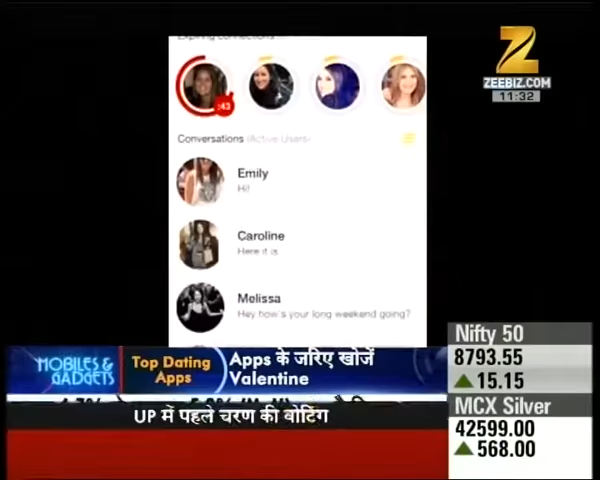 Z
ZEEBIZ.COM
11:32
Expiring connections
:43
Conversations (Active Users)
Emily
Hi!
Caroline
Here it is
Melissa
Hey how's your long weekend going?
MOBILES &
GADGETS
Top Dating
Apps
Apps के जरिए खोजें
Valentine
UP में पहले चरण की वोटिंग
Nifty 50
8793.55
15.15
MCX Silver
42599.00
568.00